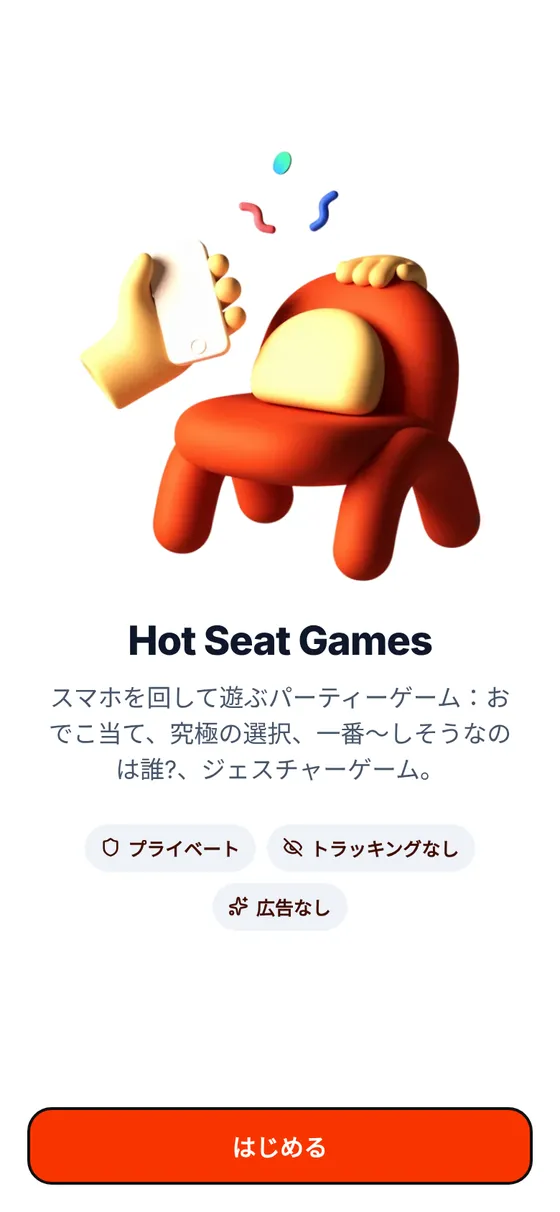 Hot Seat Games
スマホを回して遊ぶパーティーゲーム：お
でこ当て、究極の選択、一番〜しそうなの
は誰?、ジェスチャーゲーム。
プライベート
トラッキングなし
広告なし
はじめる